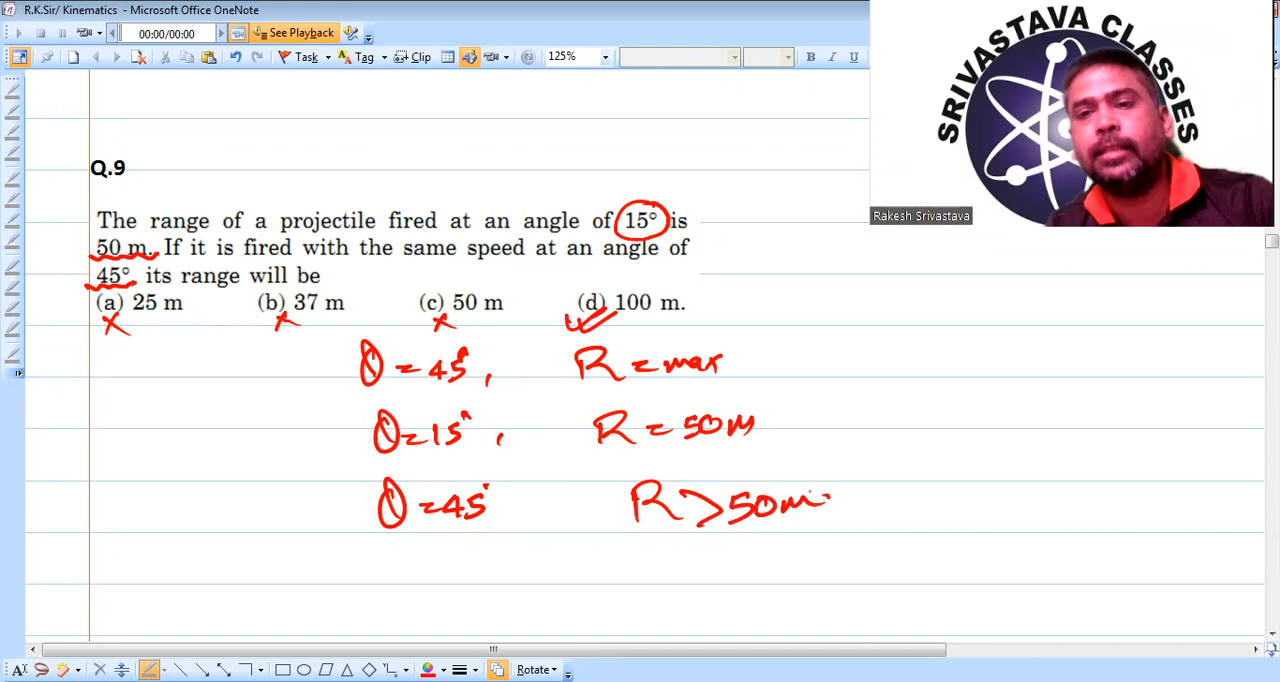 R.K.Sir/ Kinematics - Microsoft Office OneNote
00:00/00:00 See Playback
Task Tag Clip 125% B I U
SRIVASTAVA CLASSES
Rakesh Srivastava
Q.9
The range of a projectile fired at an angle of 15° is
50 m. If it is fired with the same speed at an angle of
45° its range will be
(a) 25 m (b) 37 m (c) 50 m (d) 100 m.
θ = 45°, R = max
θ = 15°, R = 50m
θ = 45° R > 50m
Rotate